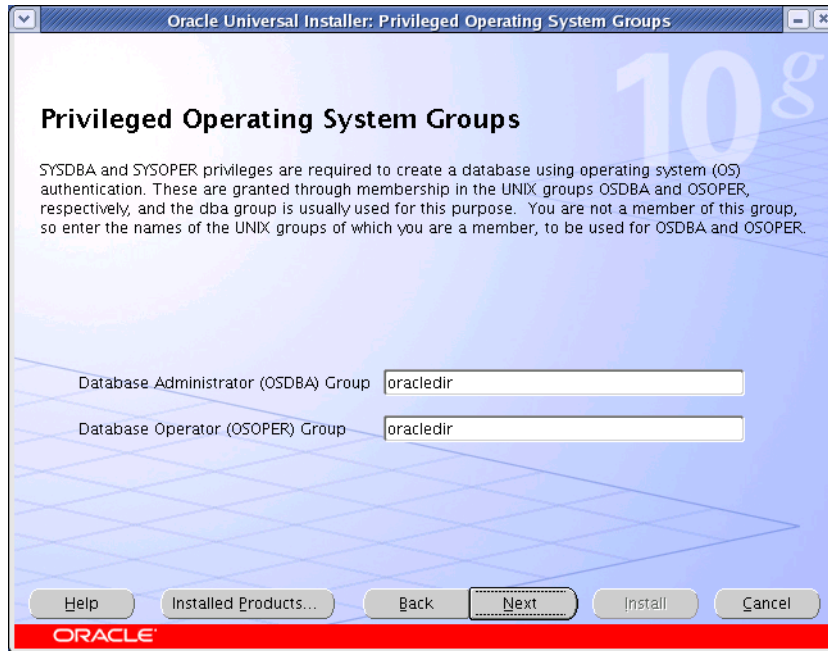 Oracle Universal Installer: Privileged Operating System Groups
10g
Privileged Operating System Groups
SYSDBA and SYSOPER privileges are required to create a database using operating system (OS)
authentication. These are granted through membership in the UNIX groups OSDBA and OSOPER,
respectively, and the dba group is usually used for this purpose. You are not a member of this group,
so enter the names of the UNIX groups of which you are a member, to be used for OSDBA and OSOPER.
Database Administrator (OSDBA) Group oracledir
Database Operator (OSOPER) Group oracledir
Help Installed Products... Back Next Install Cancel
ORACLE